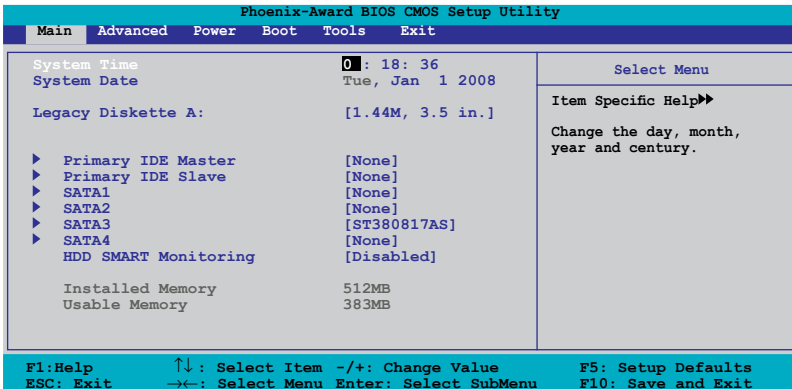 Phoenix-Award BIOS CMOS Setup Utility
Main Advanced Power Boot Tools Exit
System Time 0 : 18: 36
System Date Tue, Jan 1 2008
Legacy Diskette A: [1.44M, 3.5 in.]
Primary IDE Master [None]
Primary IDE Slave [None]
SATA1 [None]
SATA2 [None]
SATA3 [ST380817AS]
SATA4 [None]
HDD SMART Monitoring [Disabled]
Installed Memory 512MB
Usable Memory 383MB
Select Menu
Item Specific Help
Change the day, month,
year and century.
F1:Help ↑↓: Select Item -/+: Change Value F5: Setup Defaults
ESC: Exit →←: Select Menu Enter: Select SubMenu F10: Save and Exit